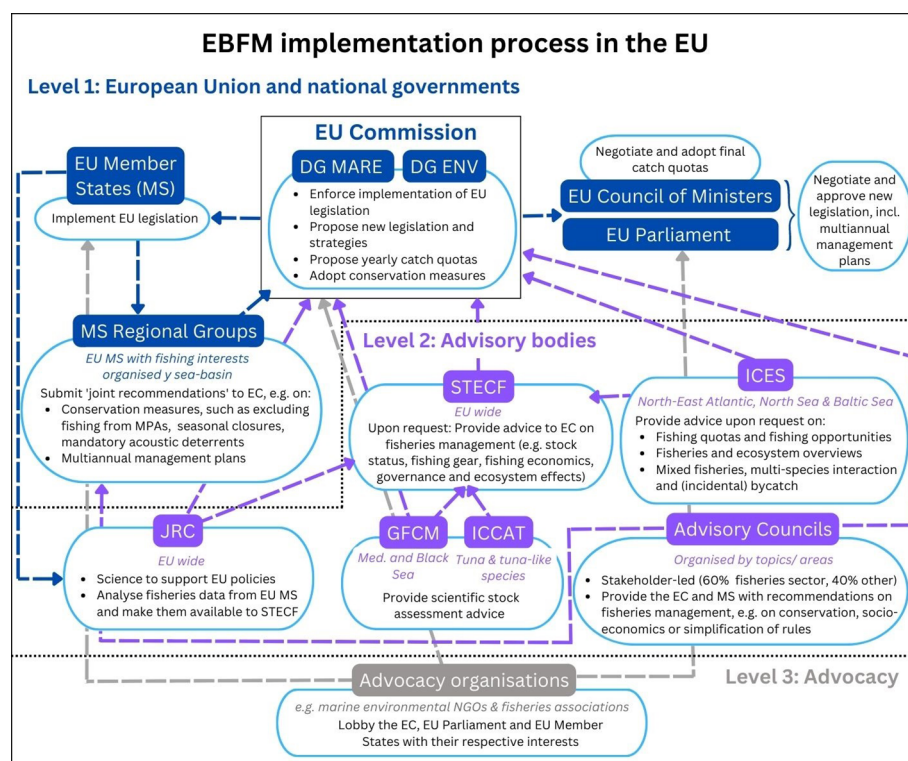 EBFM implementation process in the EU
Level 1: European Union and national governments
EU Commission
DG MARE
DG ENV
• Enforce implementation of EU
legislation
• Propose new legislation and
strategies
• Propose yearly catch quotas
• Adopt conservation measures
EU Member
States (MS)
Implement EU legislation
Negotiate and adopt final
catch quotas
EU Council of Ministers
EU Parliament
Negotiate and
approve new
legislation, incl.
multiannual
management
plans
MS Regional Groups
EU MS with fishing interests
organised y sea-basin
Submit 'joint recommendations' to EC, e.g. on:
• Conservation measures, such as excluding
fishing from MPAs, seasonal closures,
mandatory acoustic deterrents
• Multiannual management plans
Level 2: Advisory bodies
STECF
EU wide
Upon request: Provide advice to EC on
fisheries management (e.g. stock
status, fishing gear, fishing economics,
governance and ecosystem effects)
ICES
North-East Atlantic, North Sea & Baltic Sea
Provide advice upon request on:
• Fishing quotas and fishing opportunities
• Fisheries and ecosystem overviews
• Mixed fisheries, multi-species interaction
and (incidental) bycatch
JRC
EU wide
• Science to support EU policies
• Analyse fisheries data from EU MS
and make them available to STECF
GFCM
Med. and Black
Sea
ICCAT
Tuna & tuna-like
species
Provide scientific stock
assessment advice
Advisory Councils
Organised by topics/ areas
• Stakeholder-led (60% fisheries sector, 40% other)
• Provide the EC and MS with recommendations on
fisheries management, e.g. on conservation, socio-
economics or simplification of rules
Level 3: Advocacy
Advocacy organisations
e.g. marine environmental NGOs & fisheries associations
Lobby the EC, EU Parliament and EU Member
States with their respective interests